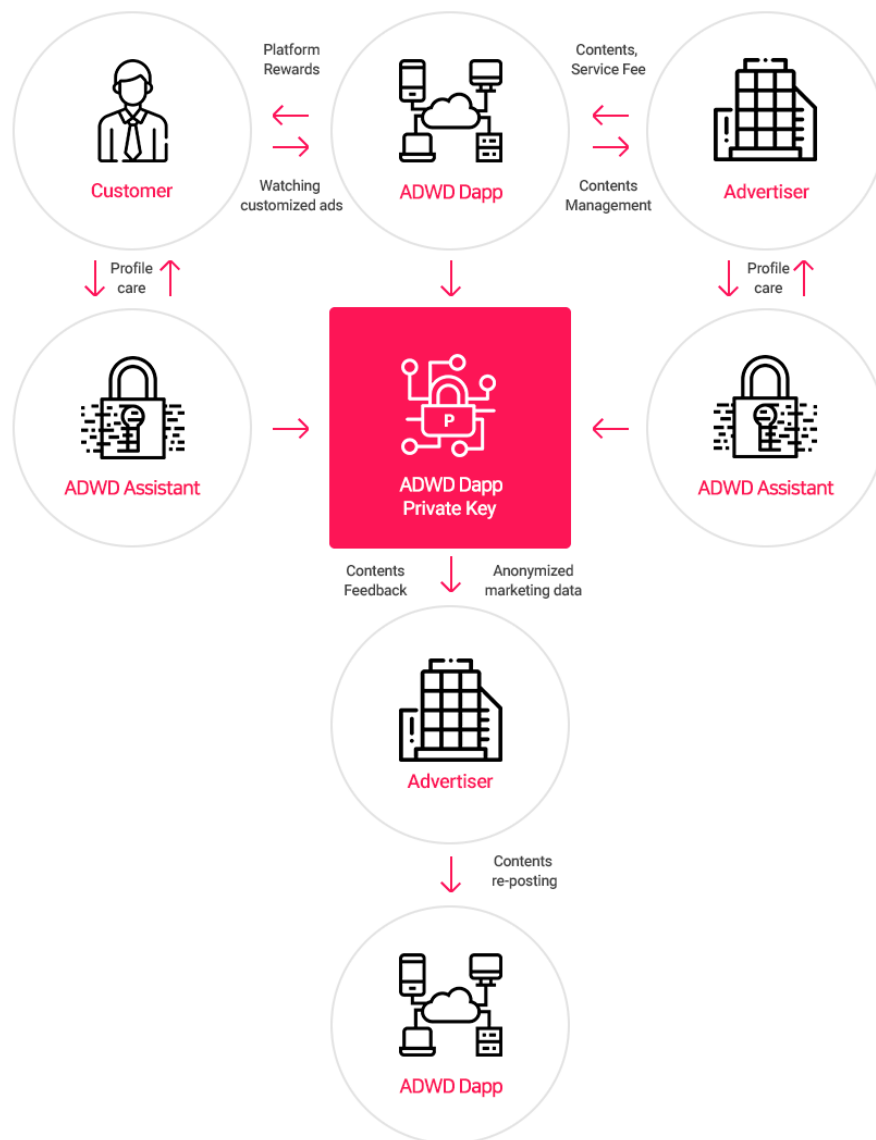 Platform
Rewards
Contents,
Service Fee
Customer
Watching
customized ads
ADWD Dapp
Contents
Management
Advertiser
Profile
care
Profile
care
P
ADWD Assistant
ADWD Dapp
Private Key
ADWD Assistant
Contents
Feedback
Anonymized
marketing data
Advertiser
Contents
re-posting
ADWD Dapp